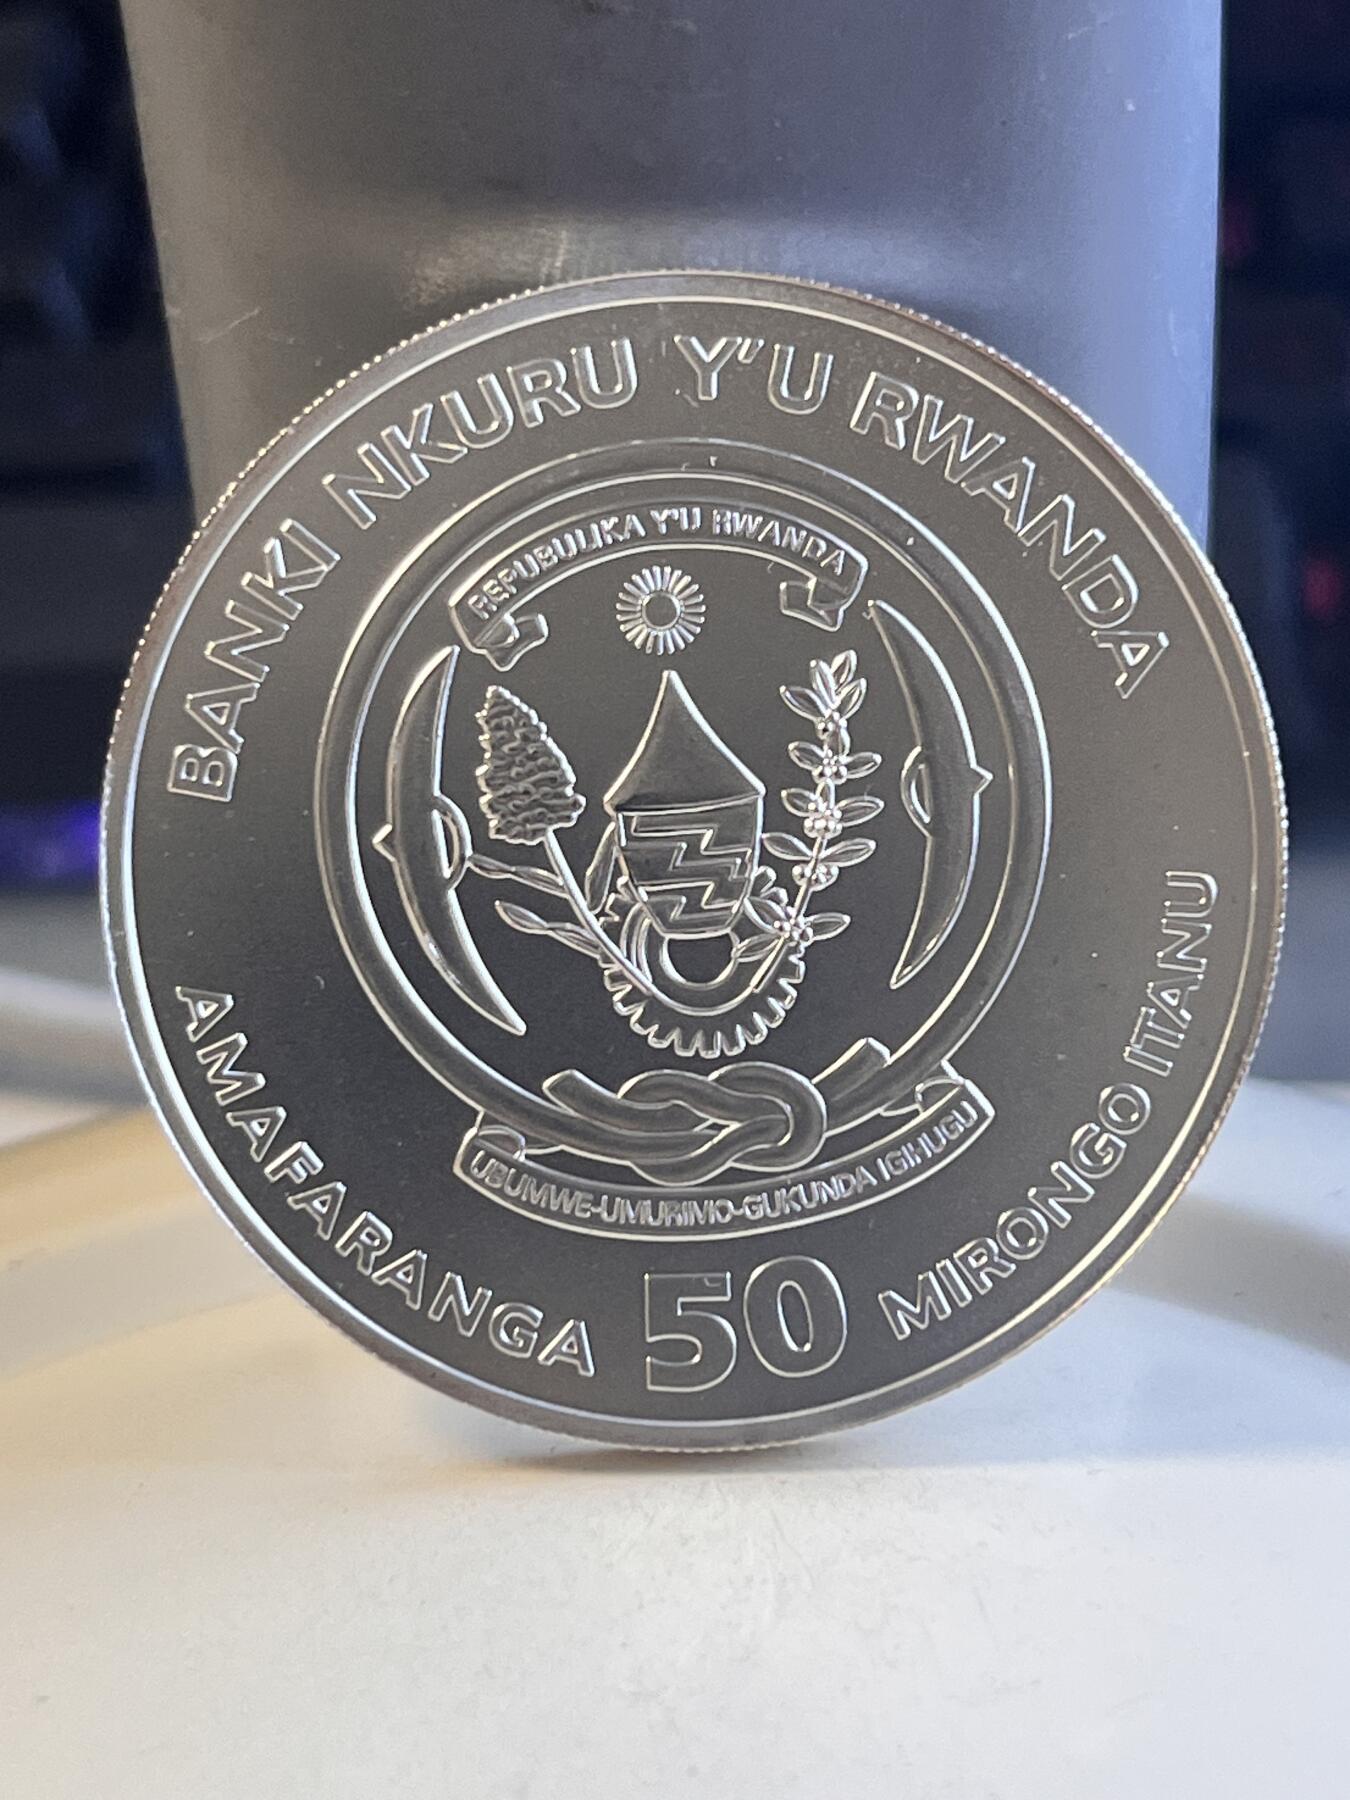 BANKI NKURU Y'U RWANDA
REPUBULIKA Y'U RWANDA
UBUMWE-UMURIMO-GUKUNDA IGIHUGU
AMAFARANGA 50 MIRONGO ITANU